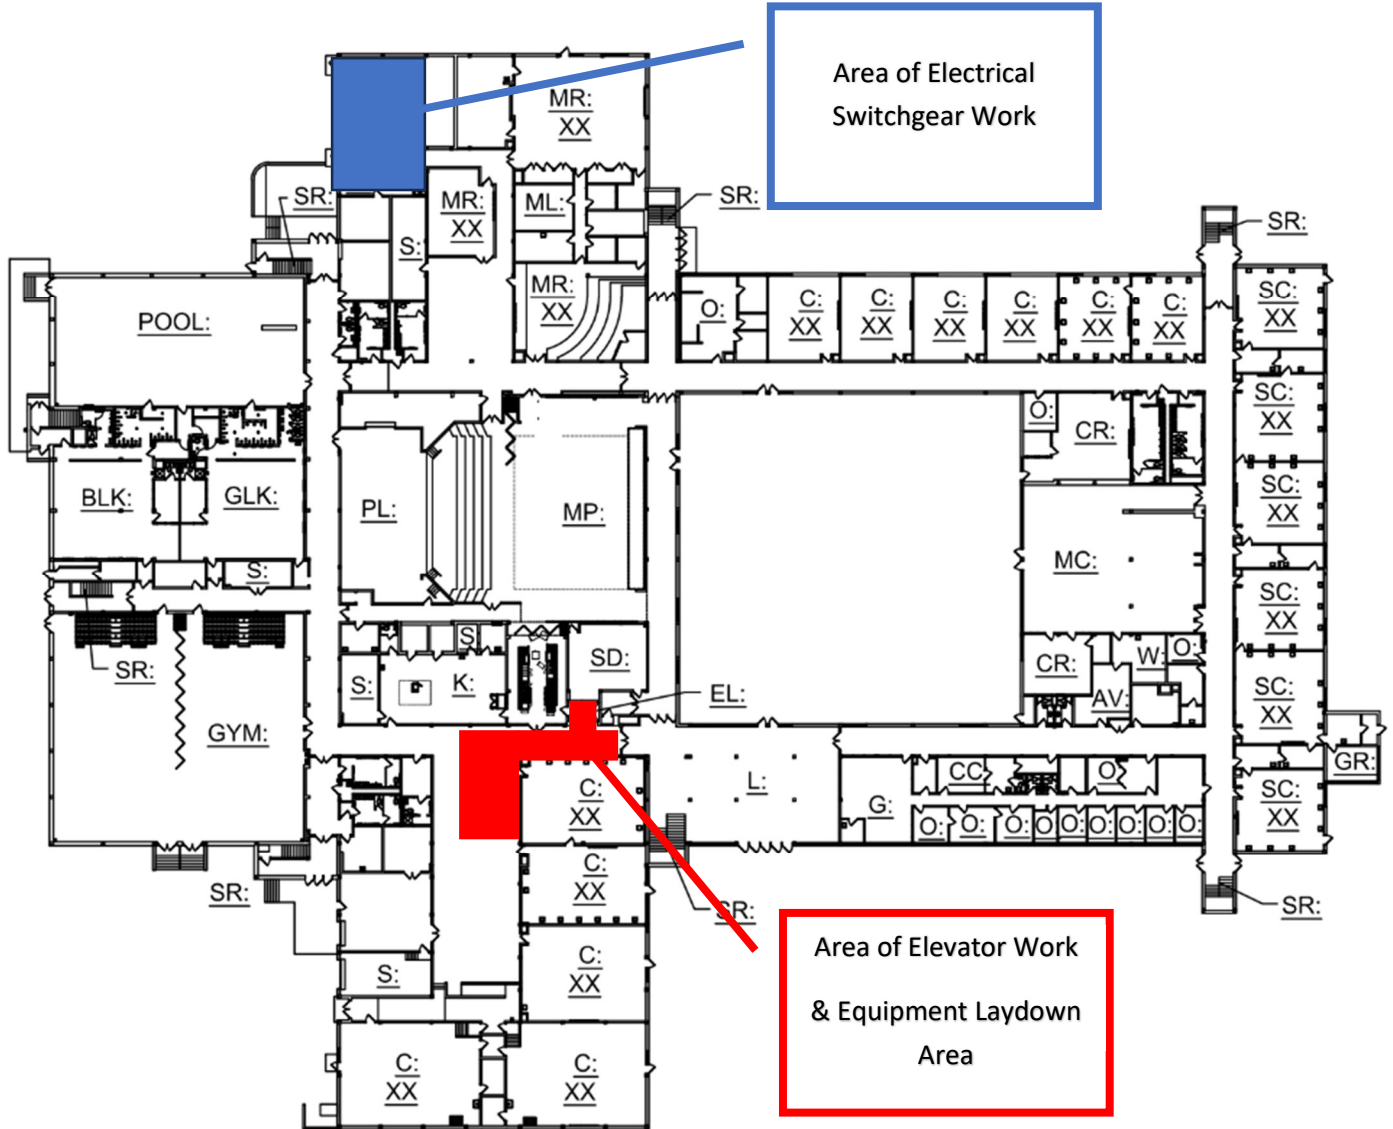 Area of Electrical
Switchgear Work
MR:
XX
SR:
MR:
XX
ML:
SR:
SR:
S:
MR:
XX
O:
C:
XX
C:
XX
C:
XX
C:
XX
C:
XX
C:
XX
SC:
XX
POOL:
SC:
XX
O:
CR:
BLK:
GLK:
PL:
MP:
SC:
XX
MC:
S:
SC:
XX
S
SD:
CR:
W:
O:
SR:
S:
K:
EL:
AV:
SC:
XX
GYM:
L:
CC
O:
GR:
C:
XX
G:
O:
O:
O:
O:
O:
O:
O:
O:
O:
SC:
XX
C:
XX
SR:
SR:
SR:
Area of Elevator Work
& Equipment Laydown
Area
S:
C:
XX
C:
XX
C:
XX